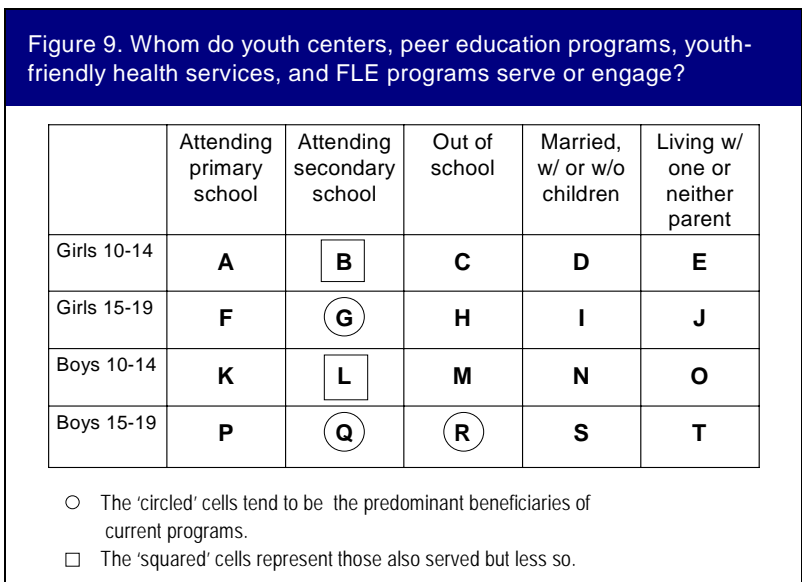 Figure 9. Whom do youth centers, peer education programs, youth-
friendly health services, and FLE programs serve or engage?
Attending primary school | Attending secondary school | Out of school | Married, w/ or w/o children | Living w/ one or neither parent
Girls 10-14 A B C D E
Girls 15-19 F G H I J
Boys 10-14 K L M N O
Boys 15-19 P Q R S T
The 'circled' cells tend to be the predominant beneficiaries of
current programs.
The 'squared' cells represent those also served but less so.